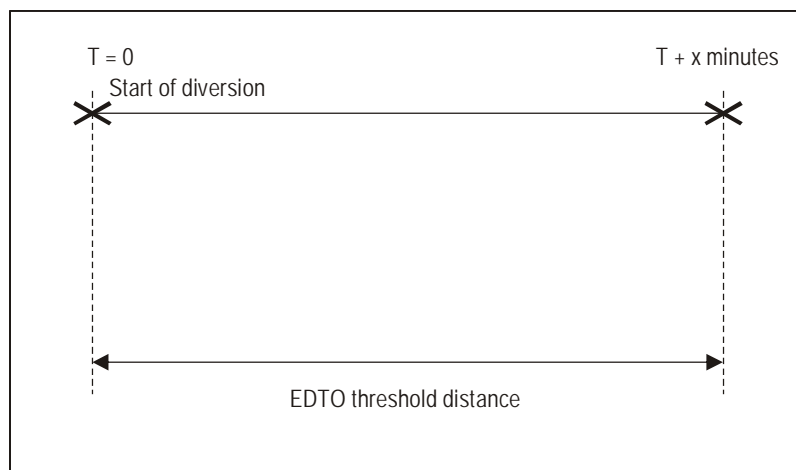 T = 0
T + x minutes
Start of diversion
EDTO threshold distance